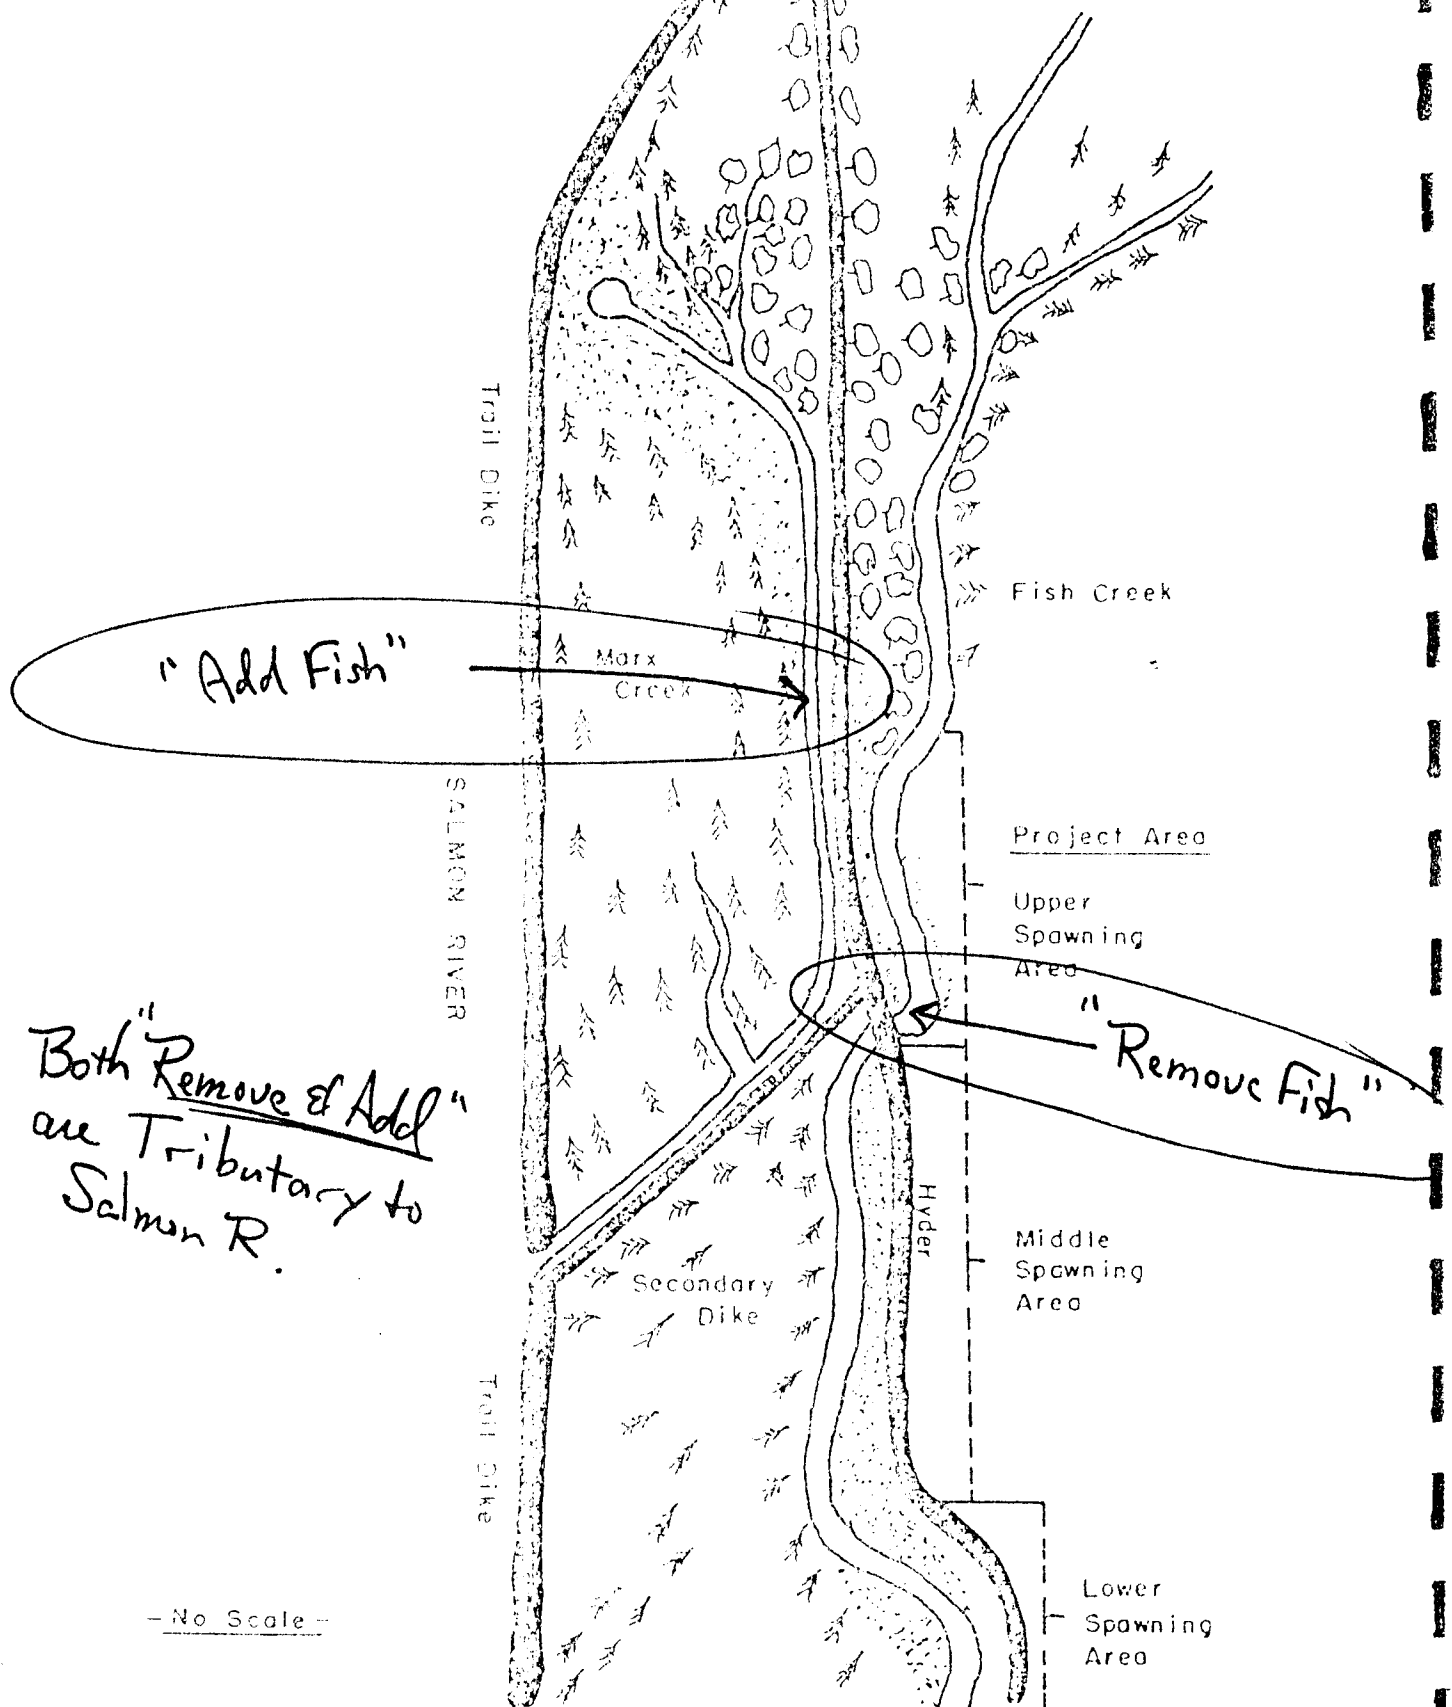 Trail Dike
Fish Creek
"Add Fish"
Marx
Creek
SALMON RIVER
Project Area
Upper
Spawning
Area
"Remove Fish"
Both "Remove & Add"
are Tributary to
Salmon R.
Hyder
Middle
Spawning
Area
Secondary
Dike
Trail Dike
- No Scale -
Lower
Spawning
Area